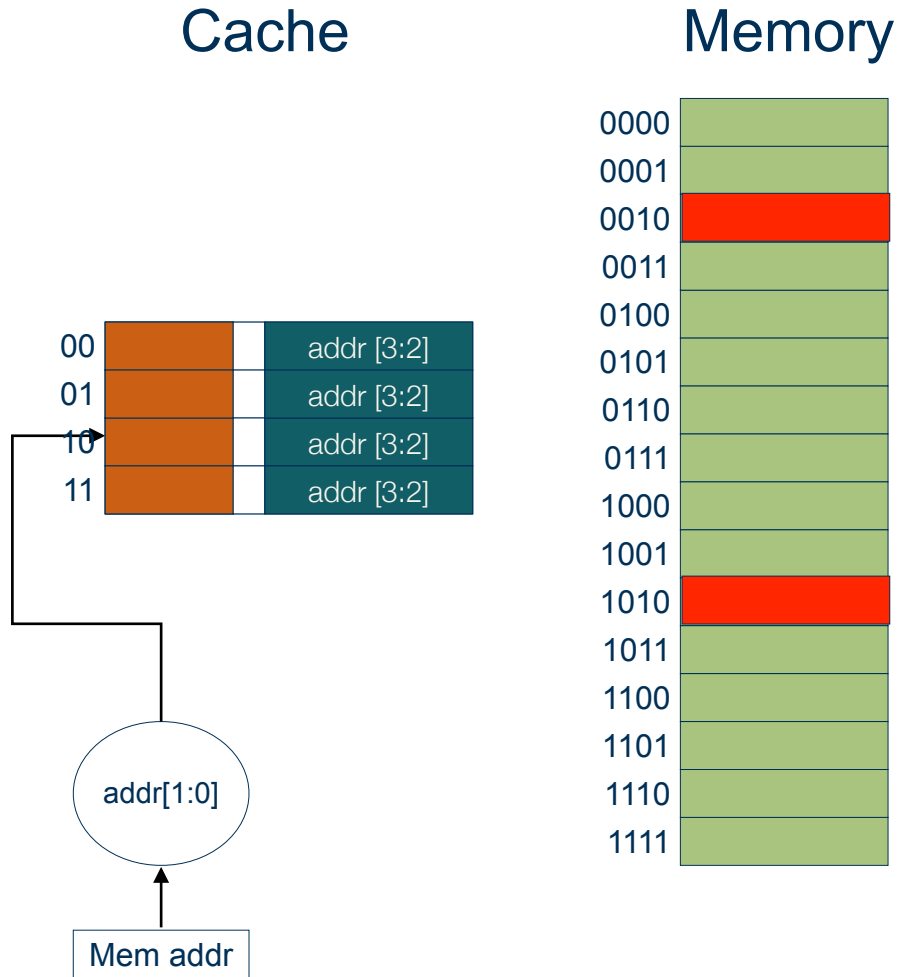 Cache
Memory
0000
0001
0010
0011
0100
0101
0110
0111
1000
1001
1010
1011
1100
1101
1110
1111
00 addr [3:2]
01 addr [3:2]
10 addr [3:2]
11 addr [3:2]
addr[1:0]
Mem addr